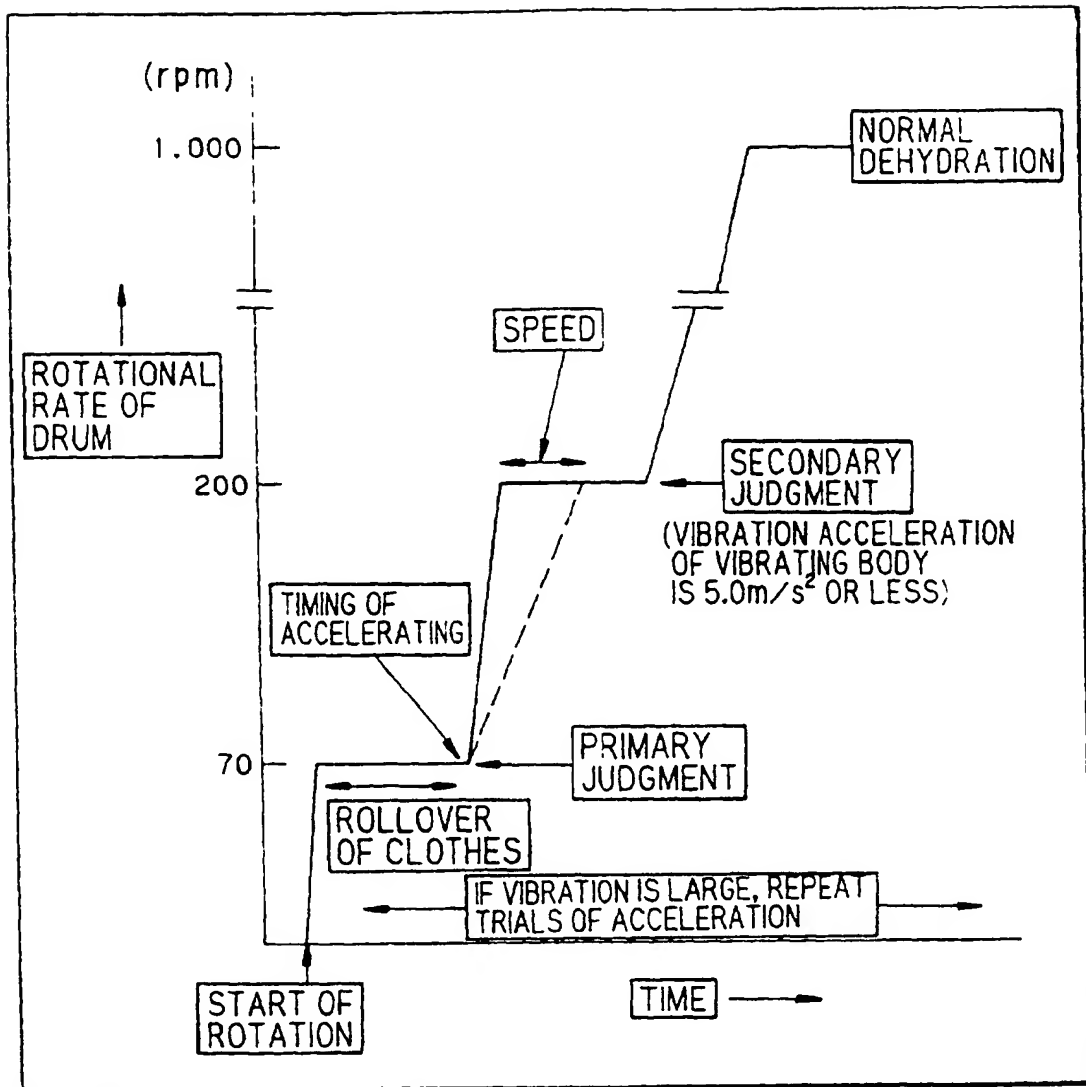 (rpm)
1.000
NORMAL
DEHYDRATION
SPEED
ROTATIONAL
RATE OF
DRUM
200
SECONDARY
JUDGMENT
(VIBRATION ACCELERATION
OF VIBRATING BODY
IS 5.0m/s² OR LESS)
TIMING OF
ACCELERATING
70
PRIMARY
JUDGMENT
ROLLOVER
OF CLOTHES
IF VIBRATION IS LARGE, REPEAT
TRIALS OF ACCELERATION
START OF
ROTATION
TIME